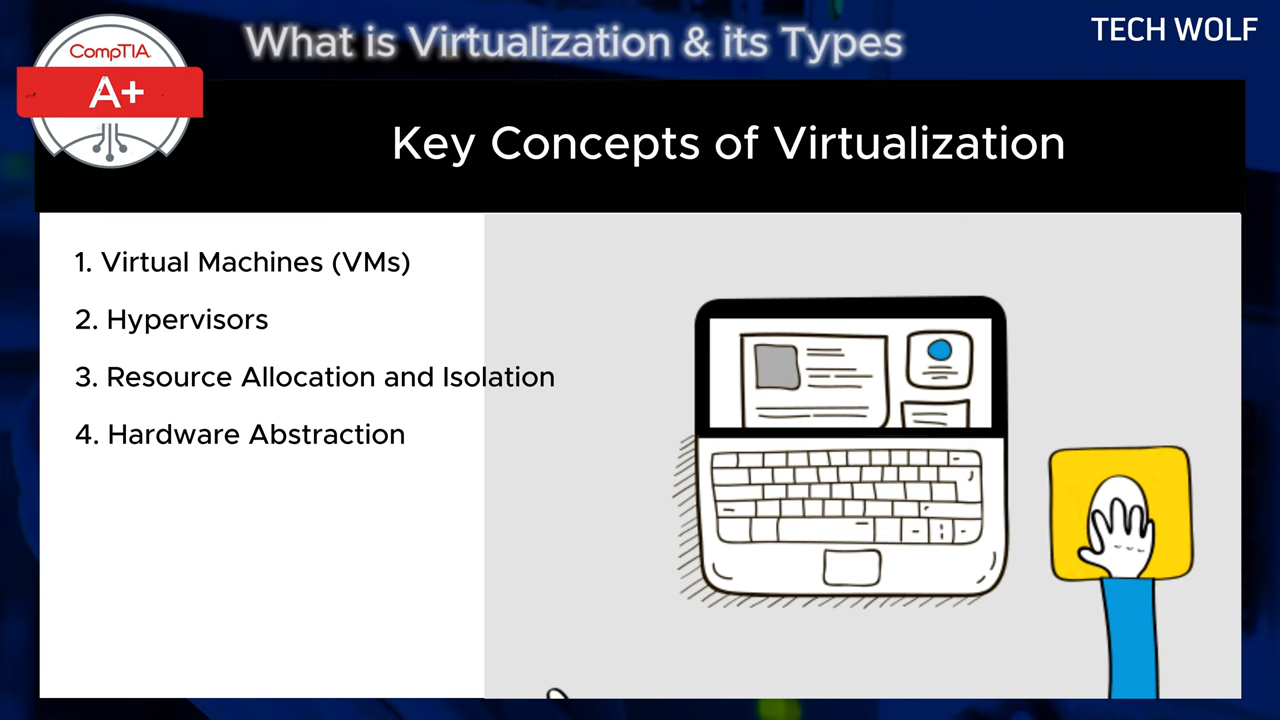 What is Virtualization & its Types
TECH WOLF
CompTIA.
A+
Key Concepts of Virtualization
1. Virtual Machines (VMs)
2. Hypervisors
3. Resource Allocation and Isolation
4. Hardware Abstraction